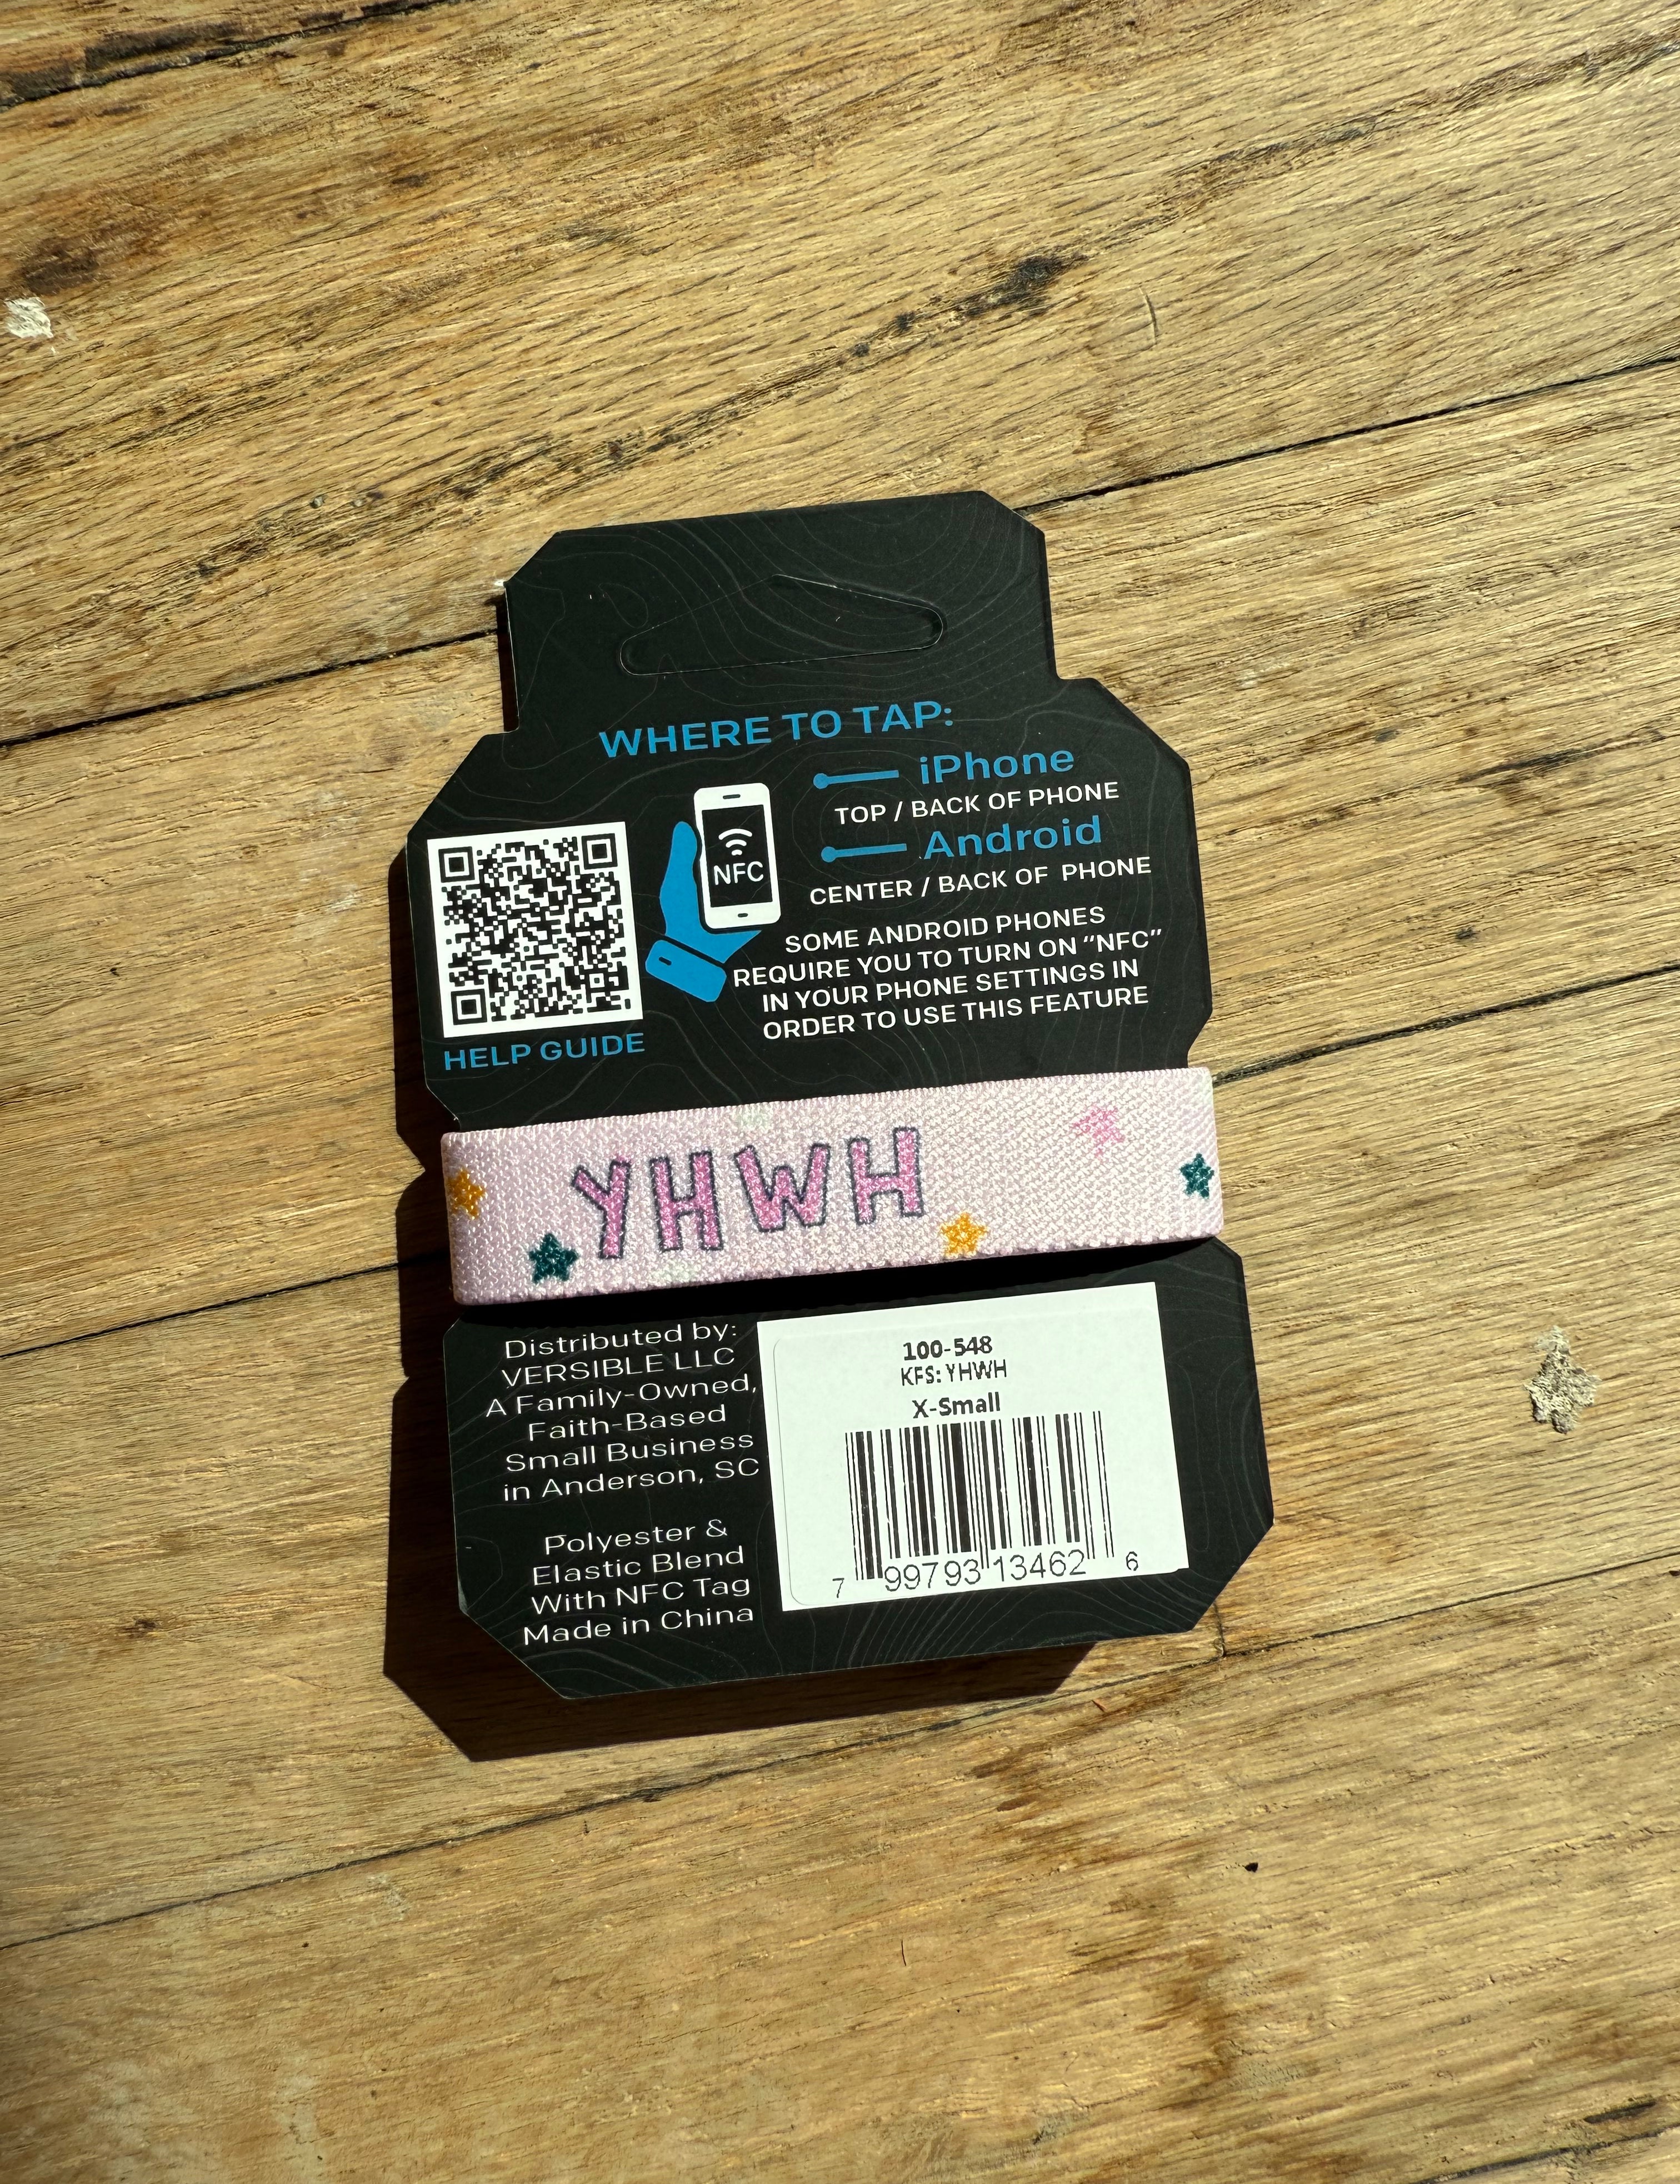 WHERE TO TAP:
iPhone
TOP / BACK OF PHONE
Android
CENTER / BACK OF PHONE
NFC
SOME ANDROID PHONES
REQUIRE YOU TO TURN ON “NFC”
IN YOUR PHONE SETTINGS IN
ORDER TO USE THIS FEATURE
HELP GUIDE
YHWH
Distributed by:
VERSIBLE LLC
A Family-Owned,
Faith-Based
Small Business
in Anderson, SC
Polyester &
Elastic Blend
With NFC Tag
Made in China
100-548
KFS: YHWH
X-Small
7 99793 13462 6